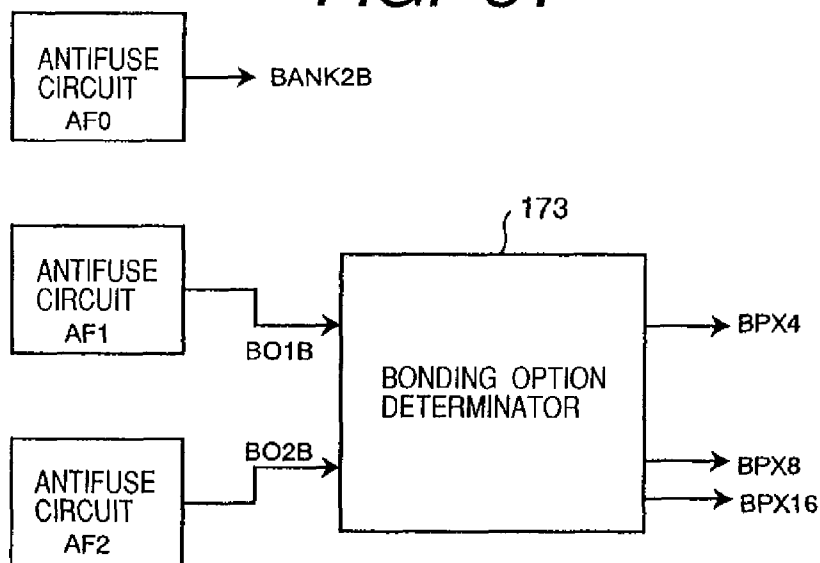 ANTIFUSE
CIRCUIT
AF0
BANK2B
173
ANTIFUSE
CIRCUIT
AF1
BO1B
BPX4
BONDING OPTION
DETERMINATOR
BO2B
ANTIFUSE
CIRCUIT
AF2
BPX8
BPX16